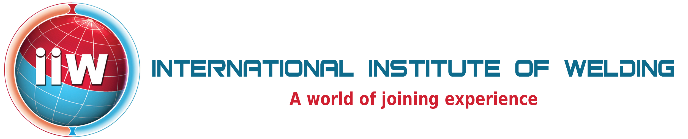 iiw
INTERNATIONAL INSTITUTE OF WELDING
A world of joining experience